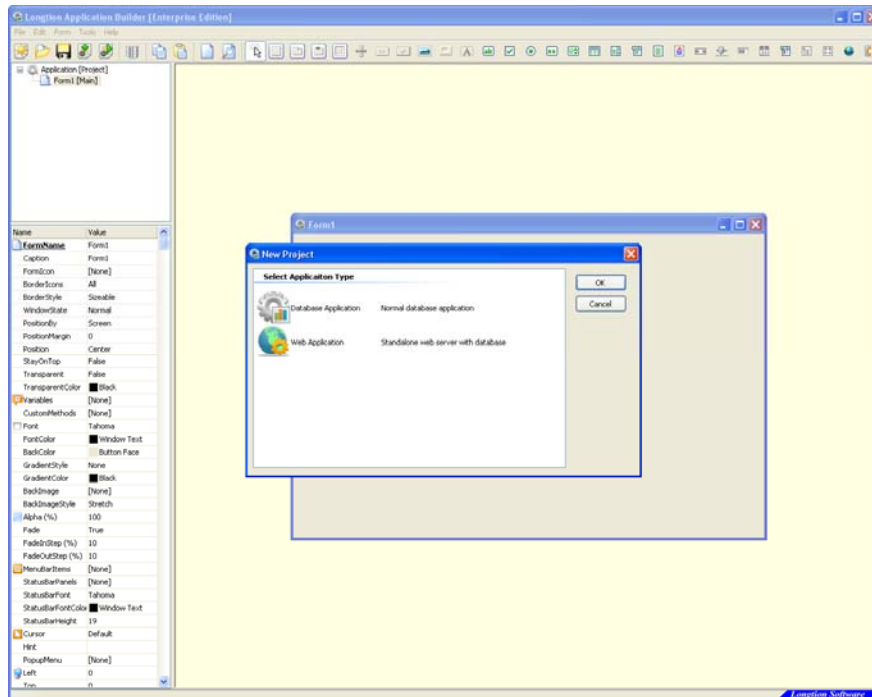 Longtion Application Builder [Enterprise Edition]
File Edit Form Tools Help
Application [Project]
Form1 [Main]
Name Value
FormName Form1
Caption Form1
FormIcon [None]
BorderIcons All
BorderStyle Sizeable
WindowState Normal
PositionBy Screen
PositionMargin 0
Position Center
StayOnTop False
Transparent False
TransparentColor Black
Variables [None]
CustomMethods [None]
Font Tahoma
FontColor Window Text
BackColor Button Face
GradientStyle None
GradientColor Black
BackImage [None]
BackImageStyle Stretch
Alpha (%) 100
Fade True
FadeInStep (%) 10
FadeOutStep (%) 10
MenuBarItems [None]
StatusBarPanels [None]
StatusBarFont Tahoma
StatusBarFontColor Window Text
StatusBarHeight 19
Cursor Default
Hint
PopupMenu [None]
Left 0
Top 0
Form1
New Project
Select Applicaiton Type
Database Application Normal database application
Web Application Standalone web server with database
OK
Cancel
Longtion Software